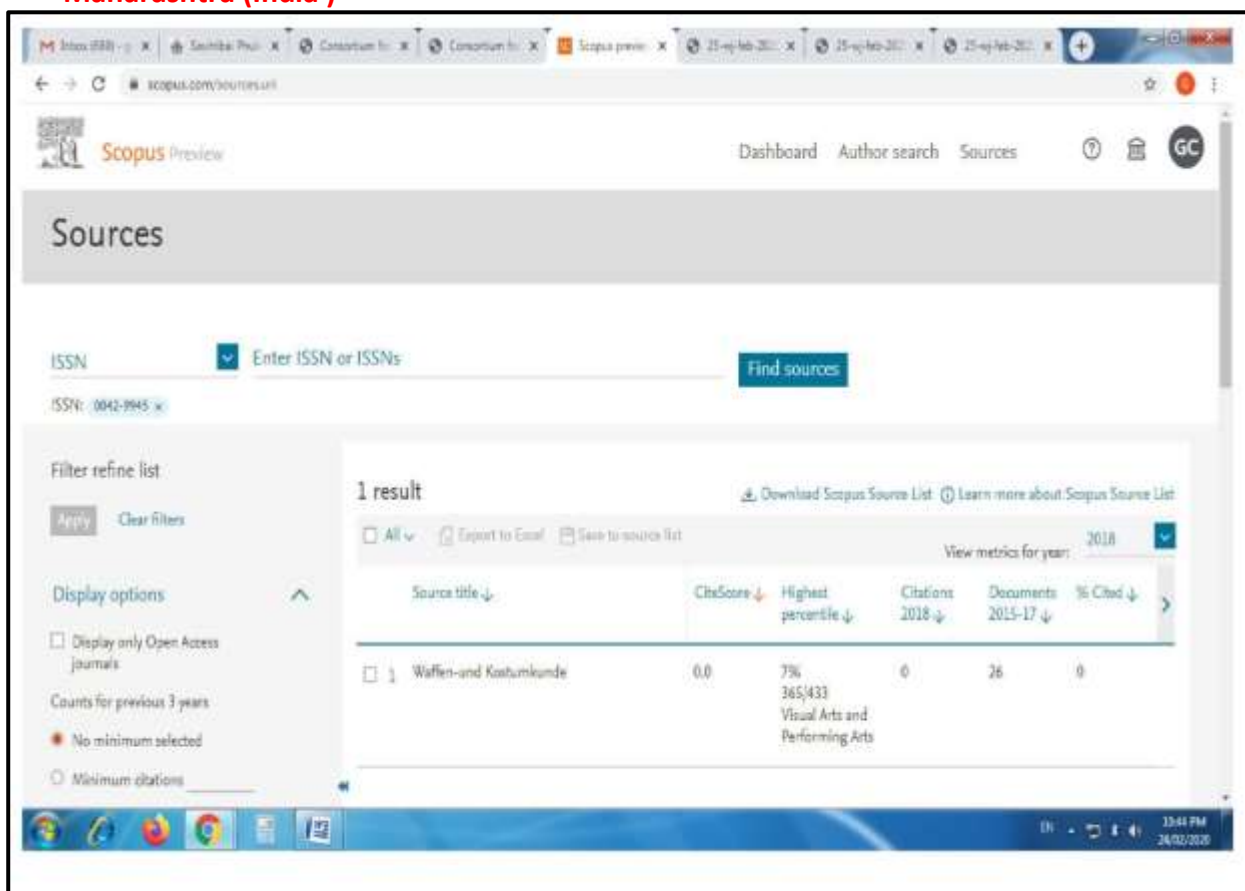 Maharashtra (India )
Scopus Preview
Dashboard Author search Sources
GC
Sources
ISSN Enter ISSN or ISSNs
Find sources
ISSN: 0042-9945 ×
Filter refine list
Apply Clear filters
1 result
Download Scopus Source List Learn more about Scopus Source List
All Export to Excel Save to source list
View metrics for year: 2018
Display options
Source title CiteScore Highest percentile Citations 2018 Documents 2015-17 % Cited
Display only Open Access
journals
1 Waffen-und Kostumkunde 0.0 7% 0 26 0
365/433
Visual Arts and
Performing Arts
Counts for previous 3 years
No minimum selected
Minimum citations
EN
24/02/2020